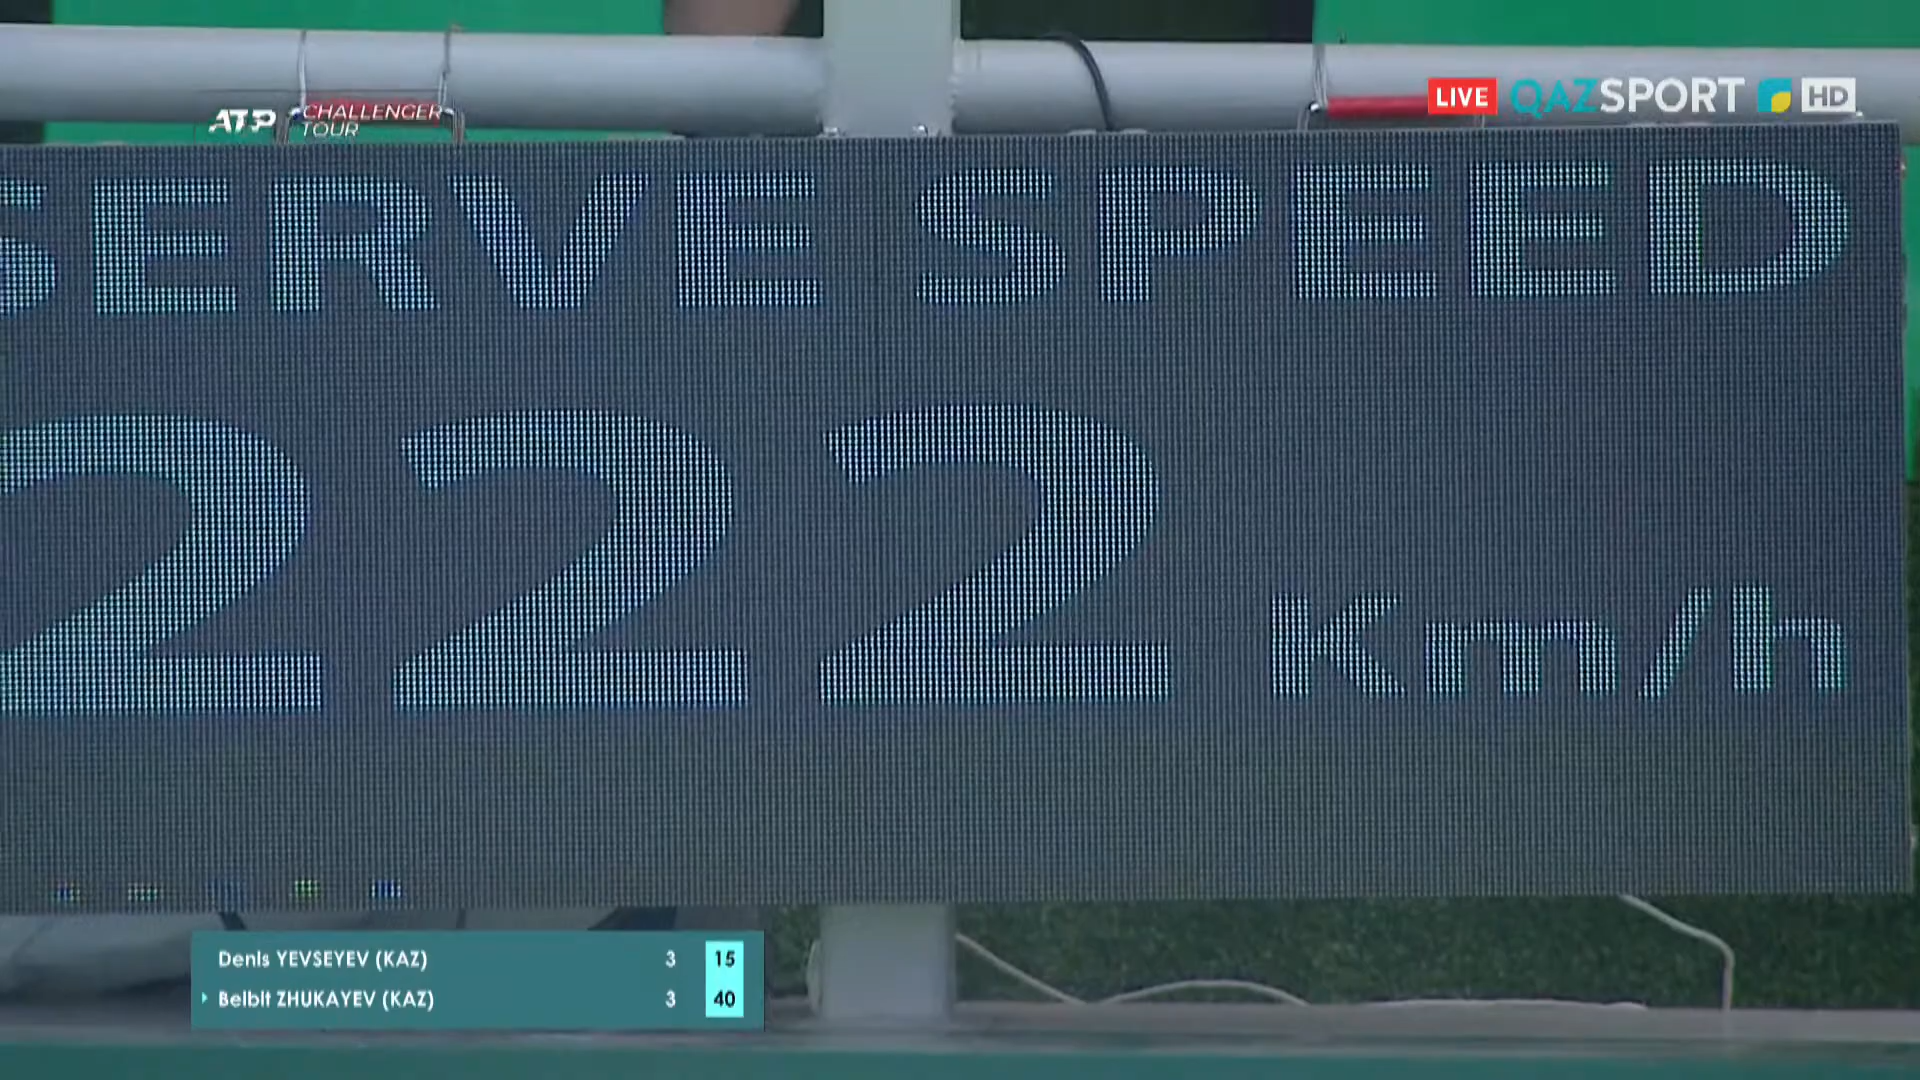 ATP CHALLENGER
TOUR
LIVE QAZSPORT HD
SERVE SPEED
222 Km/h
Denis YEVSEYEV (KAZ) 3 15
Beibit ZHUKAYEV (KAZ) 3 40